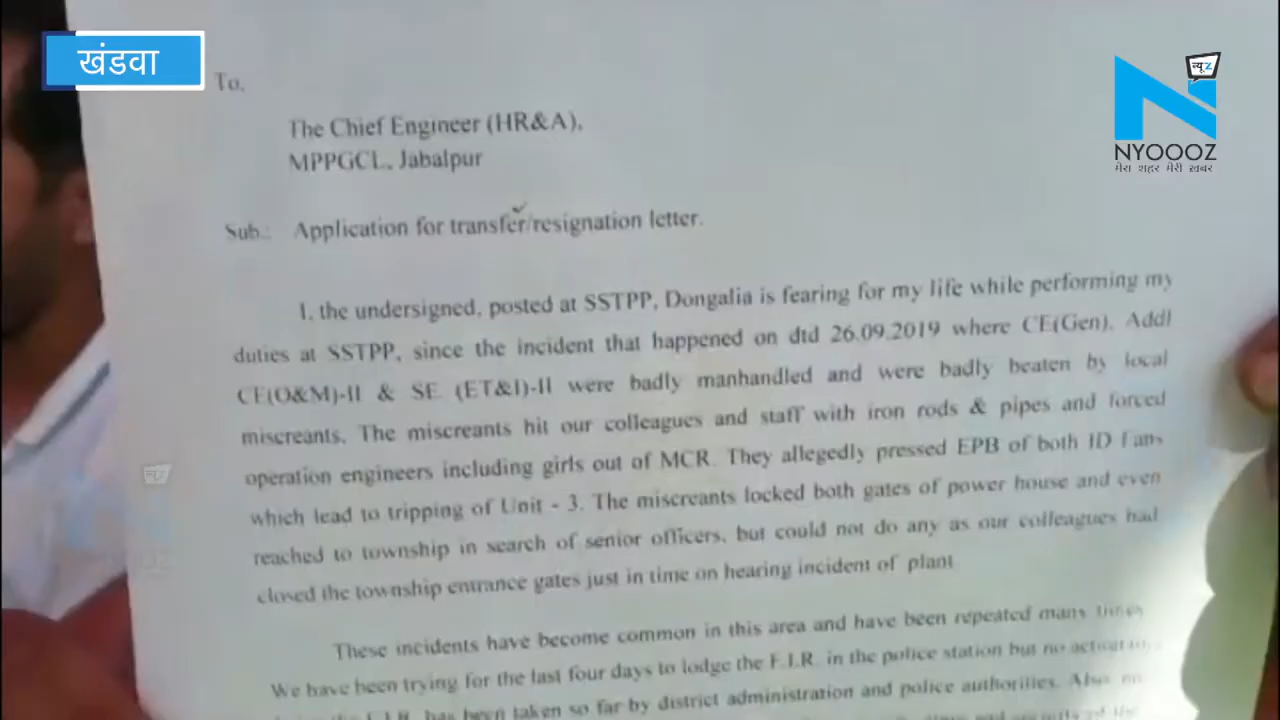 खंडवा
न्यूz
NYOOOZ
मेरा शहर मेरी ख़बर
To,
The Chief Engineer (HR&A),
MPPGCL, Jabalpur
Sub.: Application for transfer/resignation letter.
I, the undersigned, posted at SSTPP, Dongalia is fearing for my life while performing my
duties at SSTPP, since the incident that happened on dtd 26.09.2019 where CE(Gen), Addl
CE(O&M)-II & SE (ET&I)-II were badly manhandled and were badly beaten by local
miscreants. The miscreants hit our colleagues and staff with iron rods & pipes and forced
operation engineers including girls out of MCR. They allegedly pressed EPB of both ID Fans
which lead to tripping of Unit - 3. The miscreants locked both gates of power house and even
reached to township in search of senior officers, but could not do any as our colleagues had
closed the township entrance gates just in time on hearing incident of plant
These incidents have become common in this area and have been repeated many times
We have been trying for the last four days to lodge the F.I.R. in the police station but no action
F.I.R. has been taken so far by district administration and police authorities. Also no